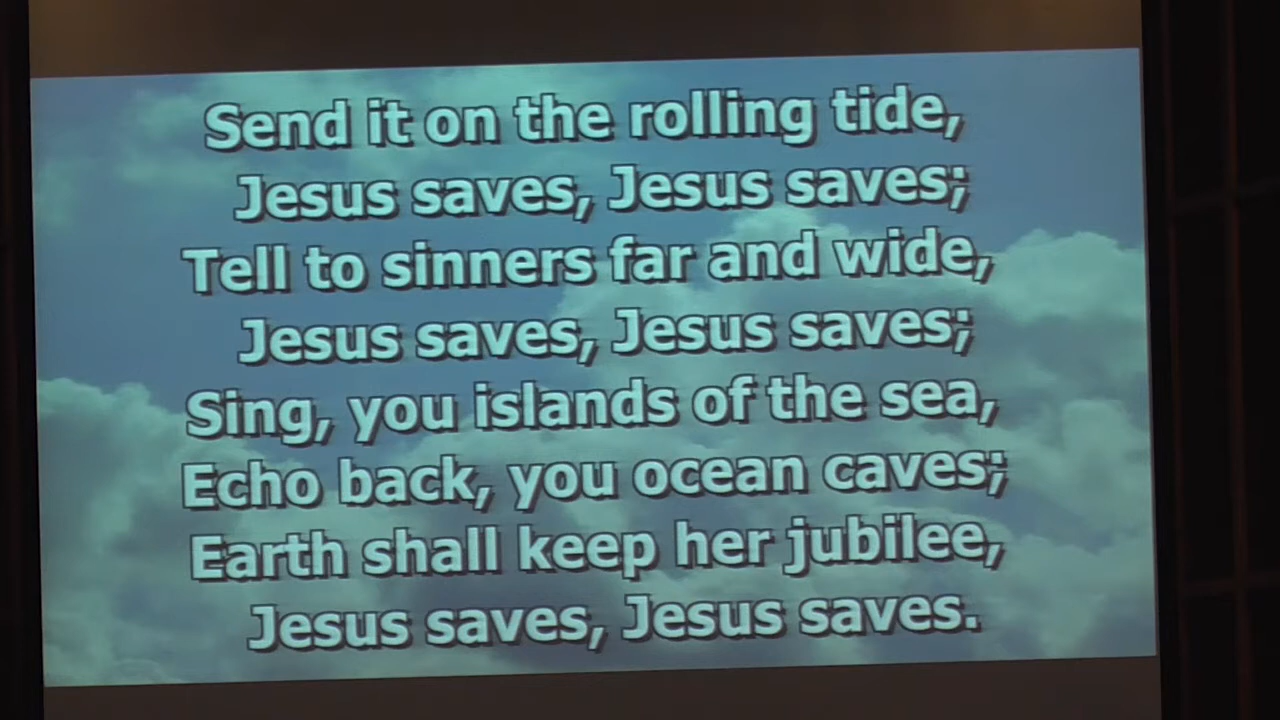 Send it on the rolling tide,
Jesus saves, Jesus saves;
Tell to sinners far and wide,
Jesus saves, Jesus saves;
Sing, you islands of the sea,
Echo back, you ocean caves;
Earth shall keep her jubilee,
Jesus saves, Jesus saves.